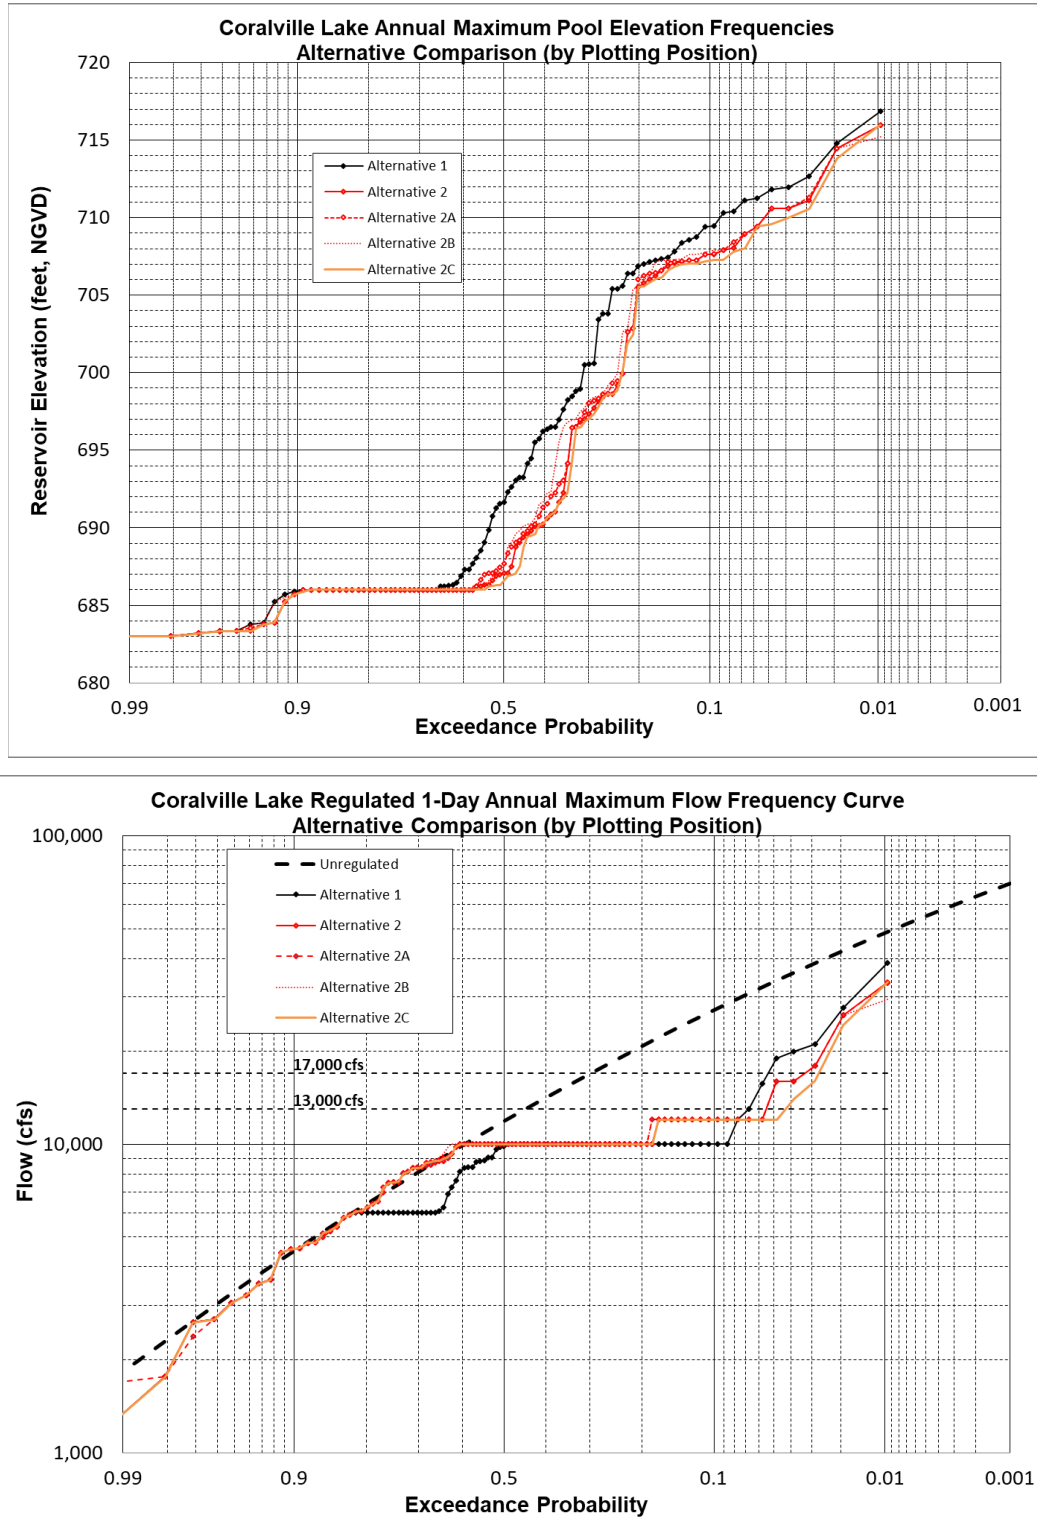 Coralville Lake Annual Maximum Pool Elevation Frequencies
Alternative Comparison (by Plotting Position)
720
715
710
705
700
695
690
685
680
Reservoir Elevation (feet, NGVD)
Alternative 1
Alternative 2
Alternative 2A
Alternative 2B
Alternative 2C
0.99
0.9
0.5
0.1
0.01
0.001
Exceedance Probability
Coralville Lake Regulated 1-Day Annual Maximum Flow Frequency Curve
Alternative Comparison (by Plotting Position)
100,000
10,000
1,000
Flow (cfs)
Unregulated
Alternative 1
Alternative 2
Alternative 2A
Alternative 2B
Alternative 2C
17,000 cfs
13,000 cfs
0.99
0.9
0.5
0.1
0.01
0.001
Exceedance Probability